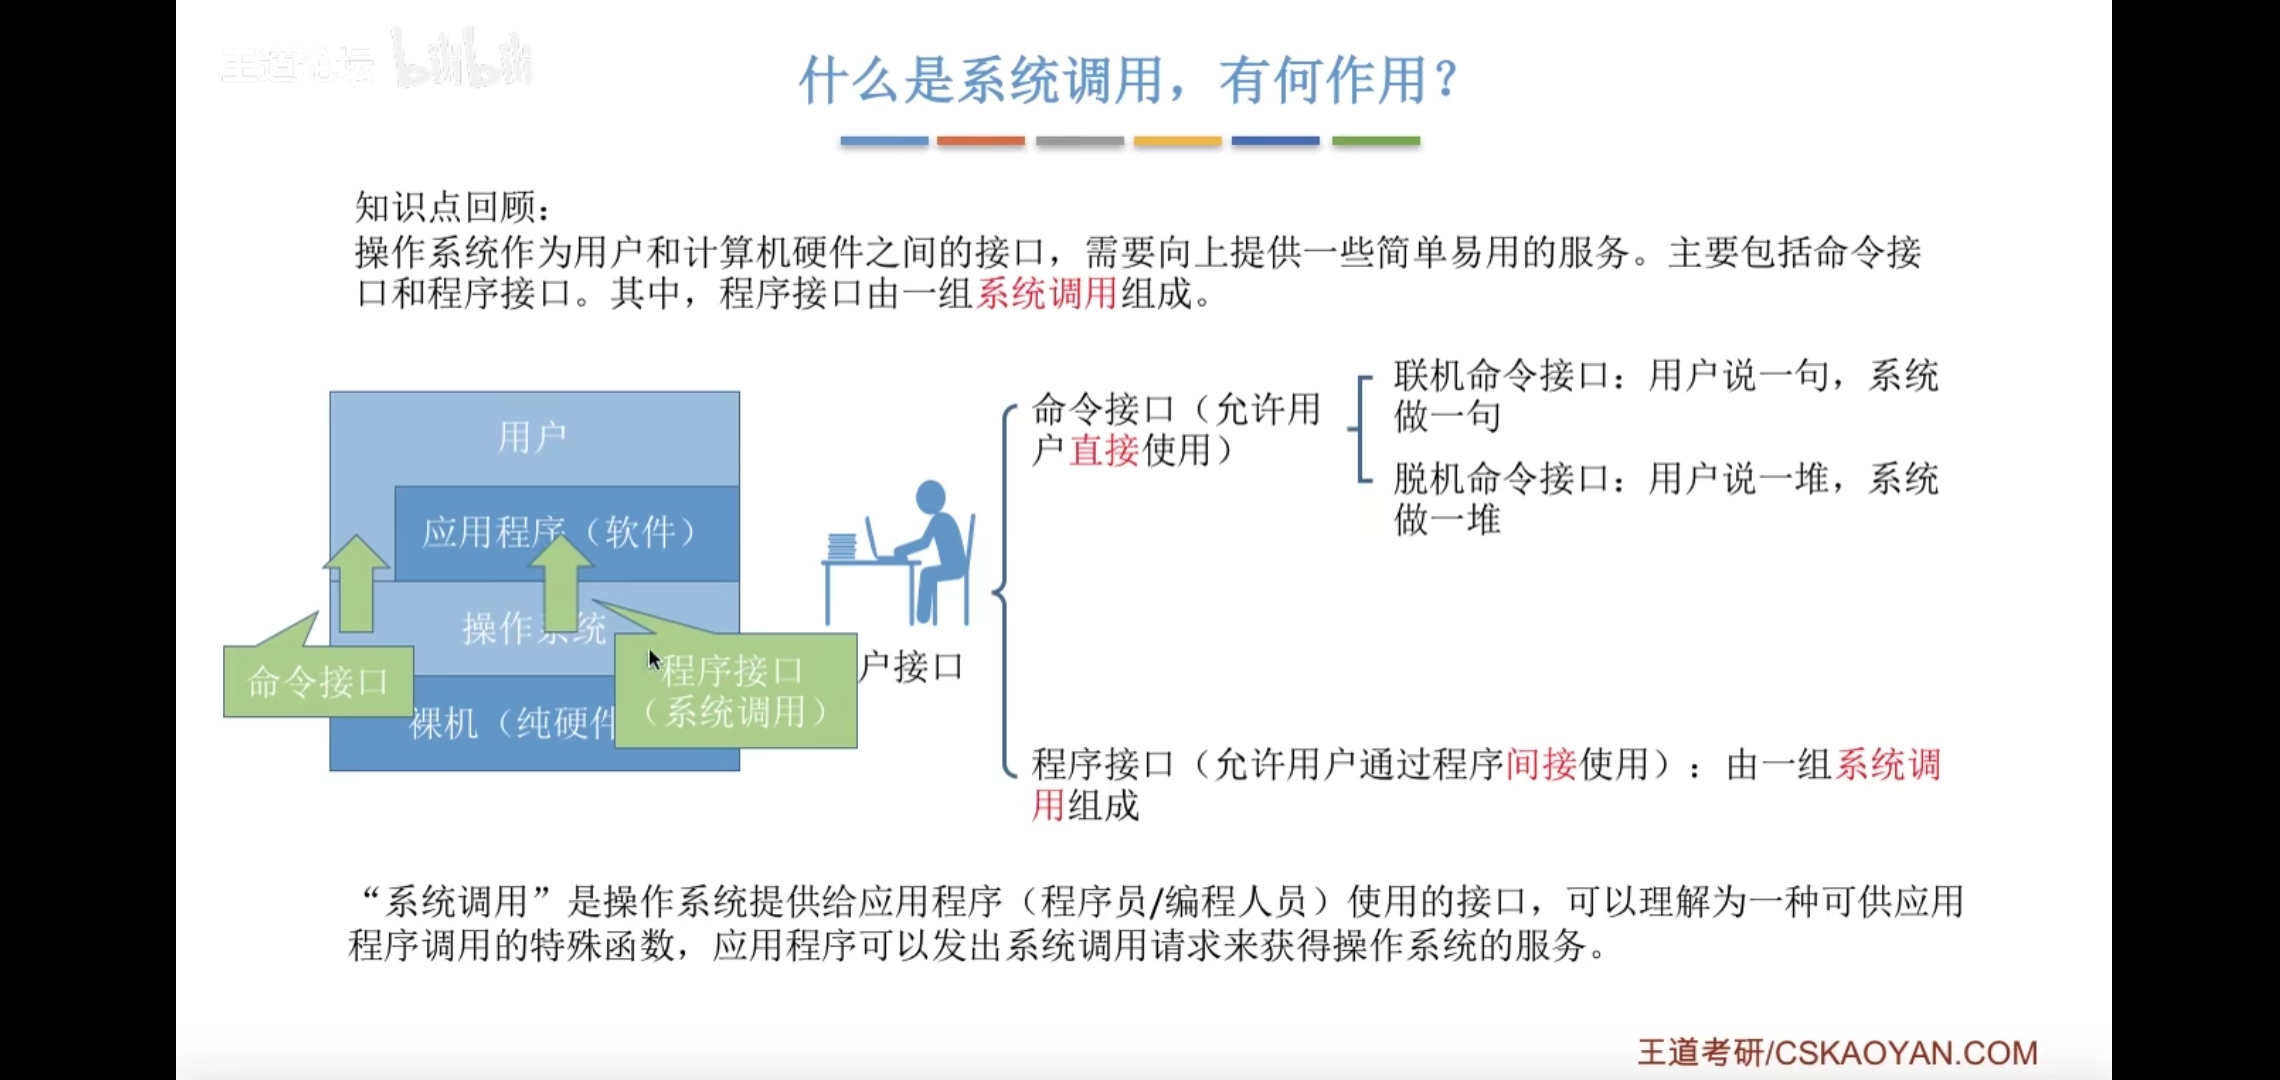 王道论坛 bilibili
什么是系统调用，有何作用？
知识点回顾：
操作系统作为用户和计算机硬件之间的接口，需要向上提供一些简单易用的服务。主要包括命令接
口和程序接口。其中，程序接口由一组系统调用组成。
用户
应用程序（软件）
操作系统
裸机（纯硬件
命令接口
程序接口
（系统调用）
户接口
命令接口（允许用
户直接使用）
联机命令接口：用户说一句，系统
做一句
脱机命令接口：用户说一堆，系统
做一堆
程序接口（允许用户通过程序间接使用）：由一组系统调
用组成
“系统调用”是操作系统提供给应用程序（程序员/编程人员）使用的接口，可以理解为一种可供应用
程序调用的特殊函数，应用程序可以发出系统调用请求来获得操作系统的服务。
王道考研/CSKAOYAN.COM